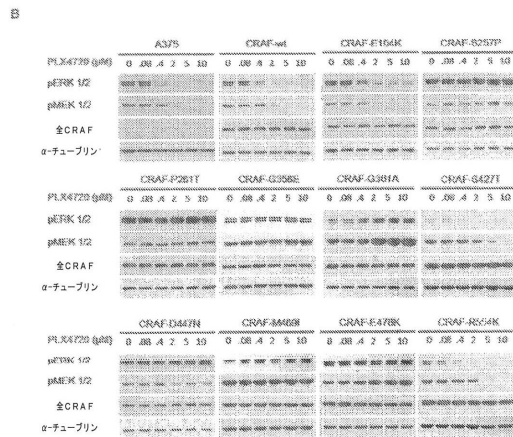 B
A375 CRAF-wt CRAF-E104K CRAF-S257P
PLX4720 (μM) 0 .08 .4 2 5 10 0 .08 .4 2 5 10 0 .08 .4 2 5 10 0 .08 .4 2 5 10
pERK 1/2
pMEK 1/2
全CRAF
α-チューブリン
CRAF-P261T CRAF-G356E CRAF-G361A CRAF-S427T
PLX4720 (μM) 0 .08 .4 2 5 10 0 .08 .4 2 5 10 0 .08 .4 2 5 10 0 .08 .4 2 5 10
pERK 1/2
pMEK 1/2
全CRAF
α-チューブリン
CRAF-D447N CRAF-M469I CRAF-E478K CRAF-R554K
PLX4720 (μM) 0 .08 .4 2 5 10 0 .08 .4 2 5 10 0 .08 .4 2 5 10 0 .08 .4 2 5 10
pERK 1/2
pMEK 1/2
全CRAF
α-チューブリン